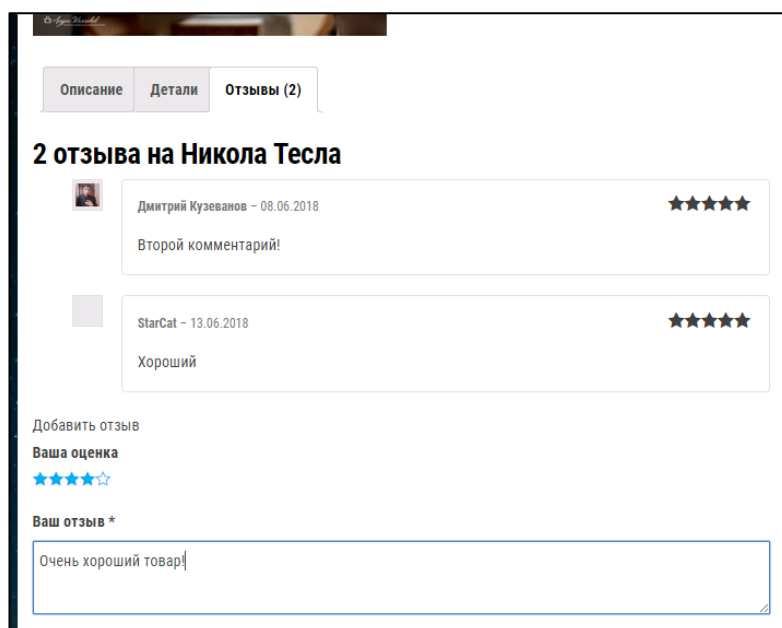 Описание Детали Отзывы (2)
2 отзыва на Никола Тесла
Дмитрий Кузеванов – 08.06.2018
Второй комментарий!
StarCat – 13.06.2018
Хороший
Добавить отзыв
Ваша оценка
Ваш отзыв *
Очень хороший товар!